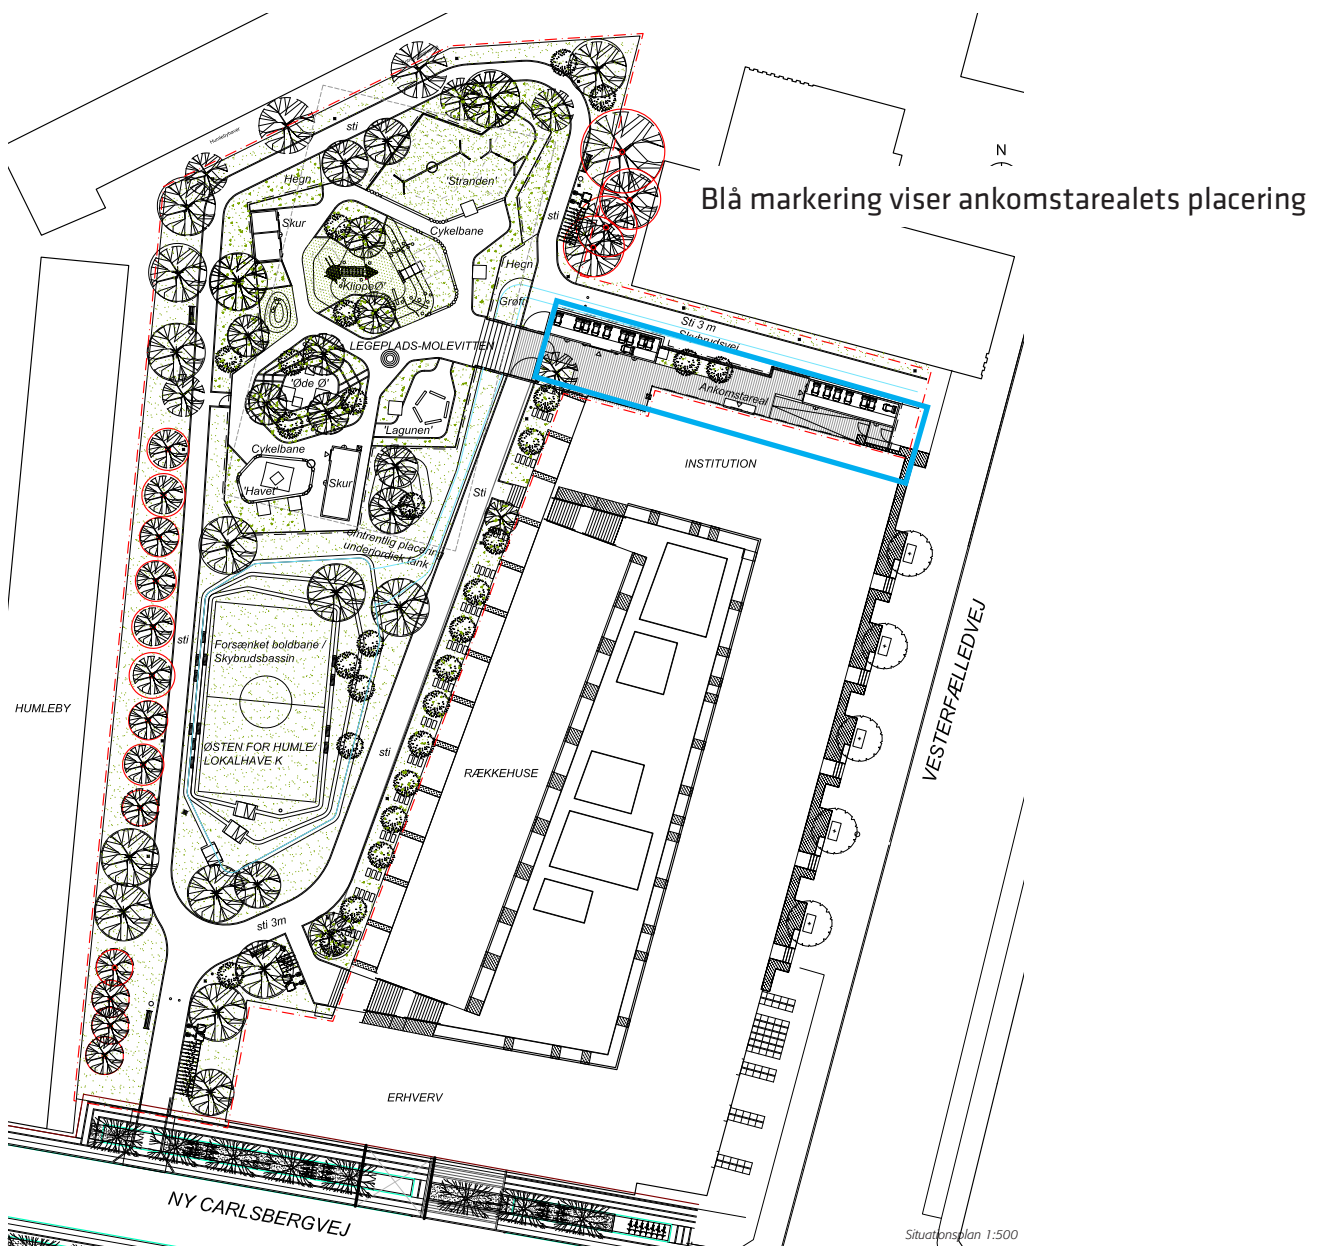 N
Blå markering viser ankomstarealets placering
sti
Hegn
'Stranden'
Skur
Cykelbane
sti
Hegn
'KlippeØ'
Grøft
Sti 3 m
Skybrudsvej
LEGEPLADS-MOLEVITTEN
'Øde Ø'
Ankomstareal
'Lagunen'
Cykelbane
INSTITUTION
'Havet'
Skur
Sti
omtrentlig placering
underjordisk tank
sti
Forsænket boldbane /
Skybrudsbassin
HUMLEBY
VESTERFÆLLEDVEJ
ØSTEN FOR HUMLE/
LOKALHAVE K
sti
RÆKKEHUSE
sti 3m
ERHVERV
NY CARLSBERGVEJ
Situationsplan 1:500